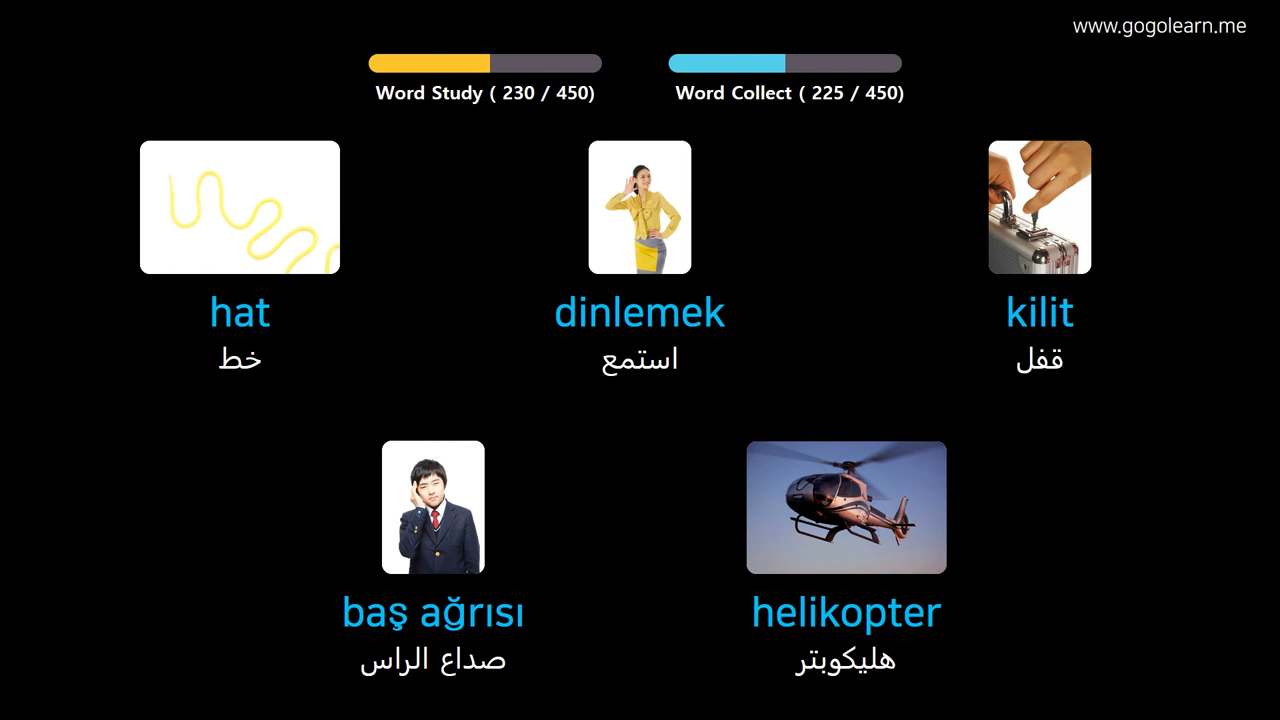 www.gogolearn.me
Word Study ( 230 / 450)
Word Collect ( 225 / 450)
hat
خط
dinlemek
استمع
kilit
قفل
baş ağrısı
صداع الراس
helikopter
هليكوبتر